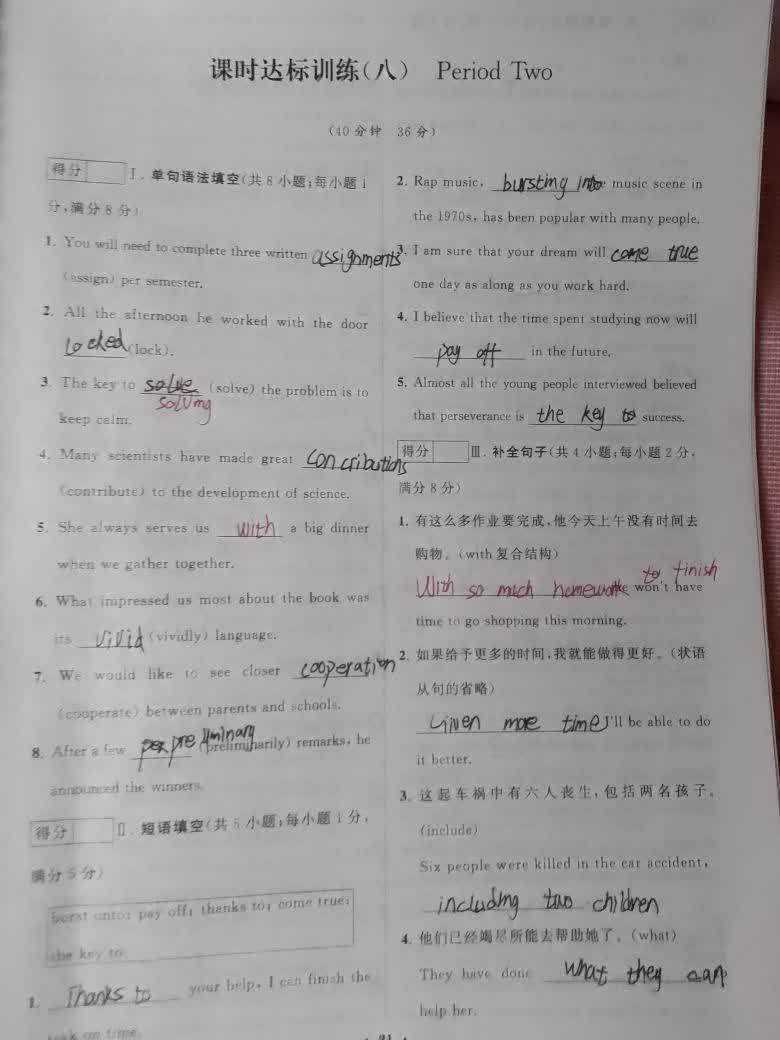 课时达标训练(八) Period Two
(40分钟 36分)
得分
Ⅰ.单句语法填空(共8小题;每小题1
分,满分8分)
1. You will need to complete three written assignments
(assign) per semester.
2. All the afternoon he worked with the door
locked (lock).
3. The key to solve (solve) the problem is to
solving
keep calm.
4. Many scientists have made great contributions
(contribute) to the development of science.
5. She always serves us with a big dinner
when we gather together.
6. What impressed us most about the book was
its vivid (vividly) language.
7. We would like to see closer cooperation
(cooperate) between parents and schools.
8. After a few preliminary (preliminarily) remarks, he
announced the winners.
得分
Ⅱ.短语填空(共5小题;每小题1分,
满分5分)
burst onto; pay off; thanks to; come true;
the key to
1. Thanks to your help, I can finish the
task on time.
2. Rap music, bursting into music scene in
the 1970s, has been popular with many people.
3. I am sure that your dream will come true
one day as along as you work hard.
4. I believe that the time spent studying now will
pay off in the future.
5. Almost all the young people interviewed believed
that perseverance is the key to success.
得分
Ⅲ.补全句子(共4小题;每小题2分,
满分8分)
1. 有这么多作业要完成,他今天上午没有时间去
购物。(with复合结构)
With so much homework to finish he won't have
time to go shopping this morning.
2. 如果给予更多的时间,我就能做得更好。(状语
从句的省略)
Given more time I'll be able to do
it better.
3. 这起车祸中有六人丧生,包括两名孩子。
(include)
Six people were killed in the car accident,
including two children
4. 他们已经竭尽所能去帮助她了。(what)
They have done what they can
help her.